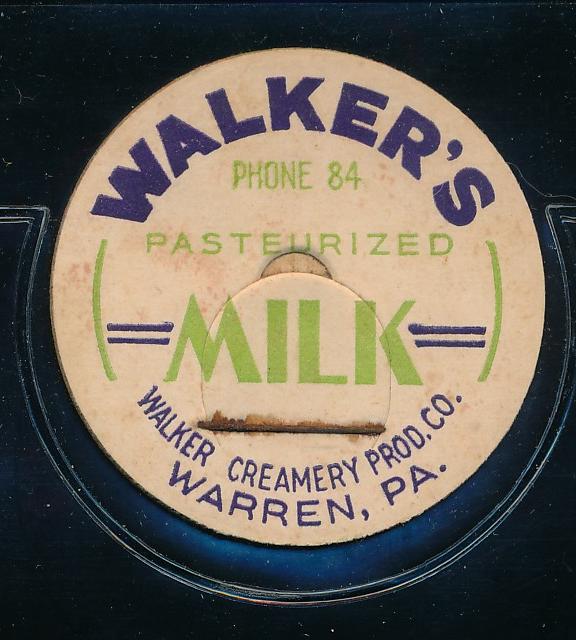 WALKER'S
PHONE 84
PASTEURIZED
MILK
WALKER CREAMERY PROD. CO.
WARREN, PA.